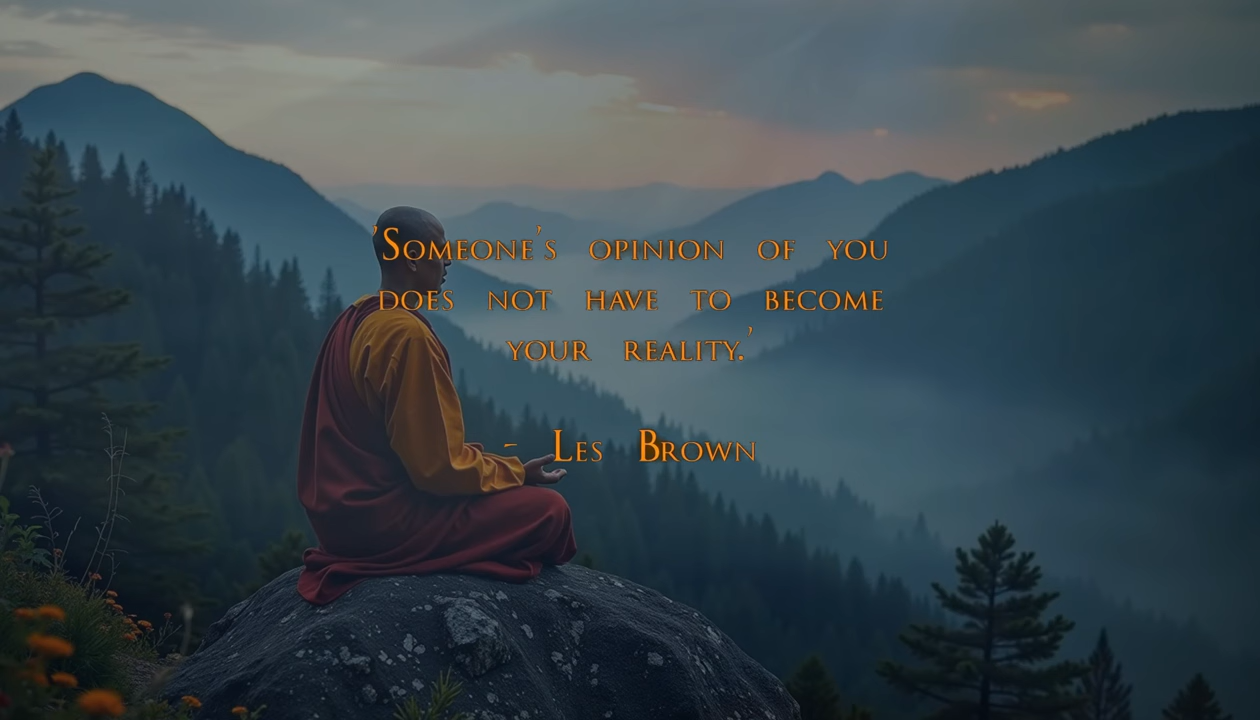 'Someone's opinion of you
does not have to become
your reality.'
- Les Brown